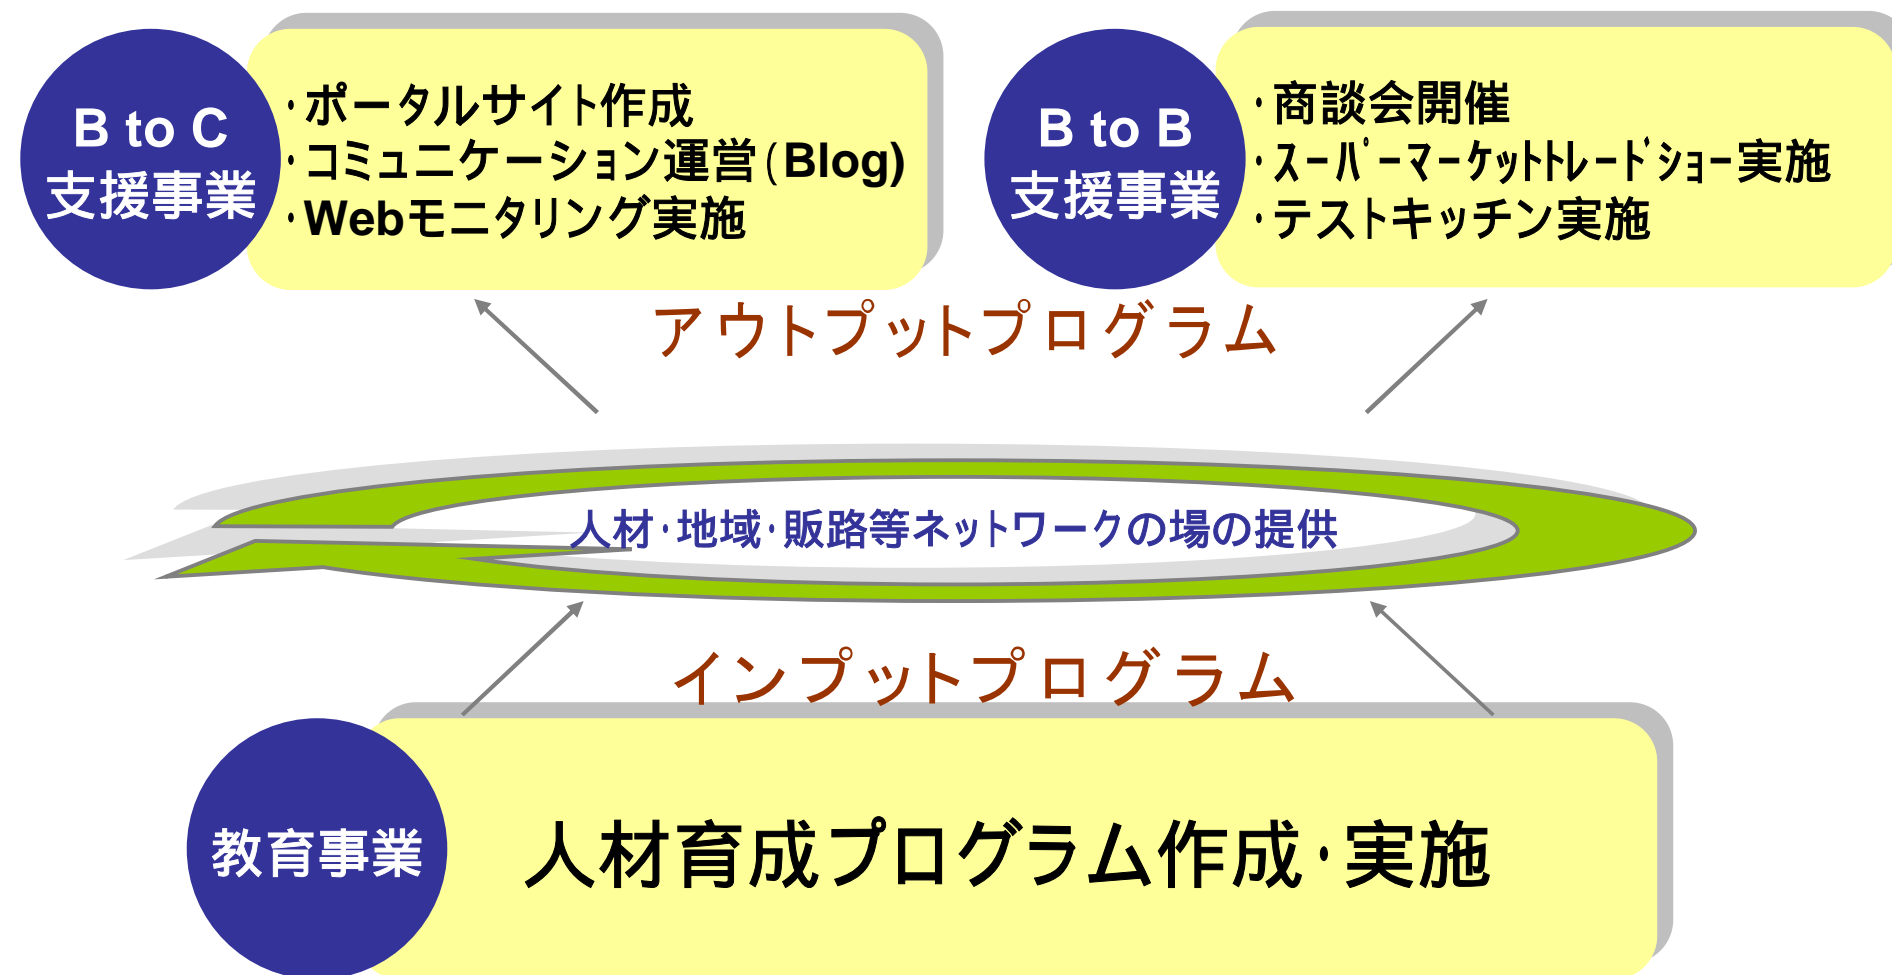 B to C
支援事業
・ポータルサイト作成
・コミュニケーション運営(Blog)
・Webモニタリング実施
B to B
支援事業
・商談会開催
・スーパーマーケットトレードショー実施
・テストキッチン実施
アウトプットプログラム
人材・地域・販路等ネットワークの場の提供
インプットプログラム
教育事業
人材育成プログラム作成・実施